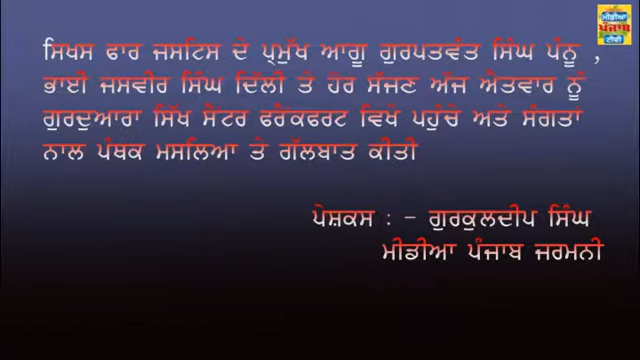 ਮੀਡੀਆ
ਪੰਜਾਬ
ਟੀਵੀ
ਸਿਖਸ ਫਾਰ ਜਸਟਿਸ ਦੇ ਪ੍ਰਮੁੱਖ ਆਗੂ ਗੁਰਪਤਵੰਤ ਸਿੰਘ ਪੰਨੂ ,
ਭਾਈ ਜਸਵੀਰ ਸਿੰਘ ਦਿੱਲੀ ਤੇ ਹੋਰ ਸੱਜਣ ਅੱਜ ਐਤਵਾਰ ਨੂੰ
ਗੁਰਦੁਆਰਾ ਸਿੱਖ ਸੈਂਟਰ ਫਰੈਂਕਫਰਟ ਵਿਖੇ ਪਹੁੰਚੇ ਅਤੇ ਸੰਗਤਾਂ
ਨਾਲ ਪੰਥਕ ਮਸਲਿਆ ਤੇ ਗੱਲਬਾਤ ਕੀਤੀ
ਪੇਸ਼ਕਸ : - ਗੁਰਕੁਲਦੀਪ ਸਿੰਘ
ਮੀਡੀਆ ਪੰਜਾਬ ਜਰਮਨੀ